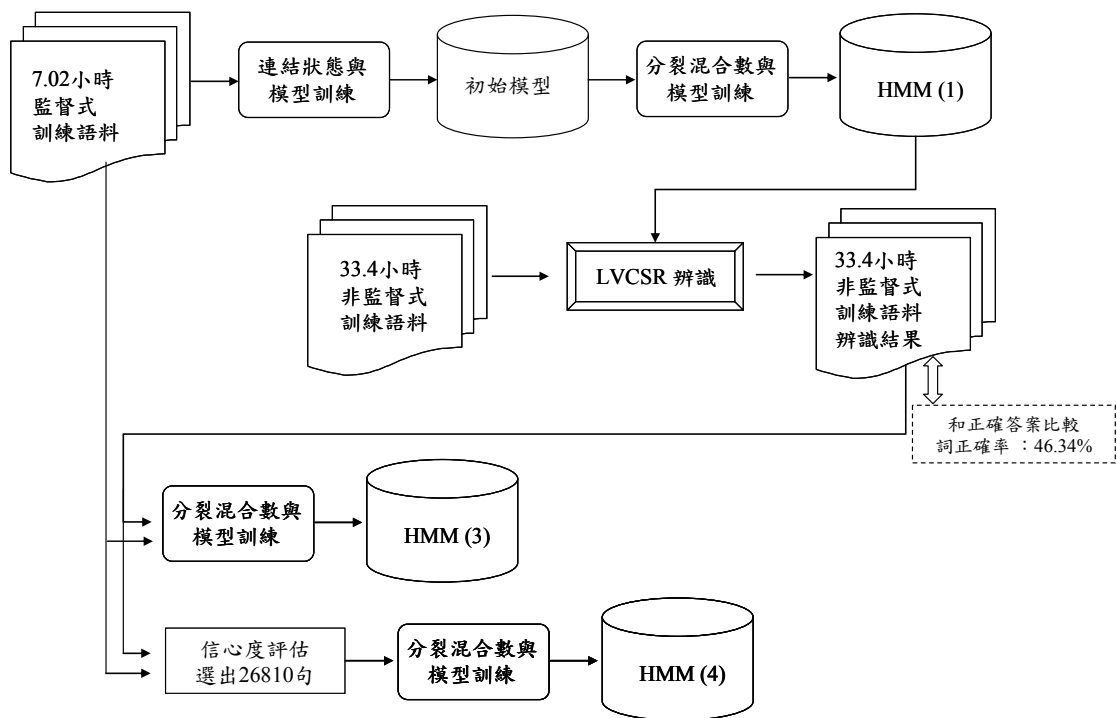 7.02小時
監督式
訓練語料
連結狀態與
模型訓練
初始模型
分裂混合數與
模型訓練
HMM (1)
33.4小時
非監督式
訓練語料
LVCSR 辨識
33.4小時
非監督式
訓練語料
辨識結果
和正確答案比較
詞正確率 ：46.34%
分裂混合數與
模型訓練
HMM (3)
信心度評估
選出26810句
分裂混合數與
模型訓練
HMM (4)